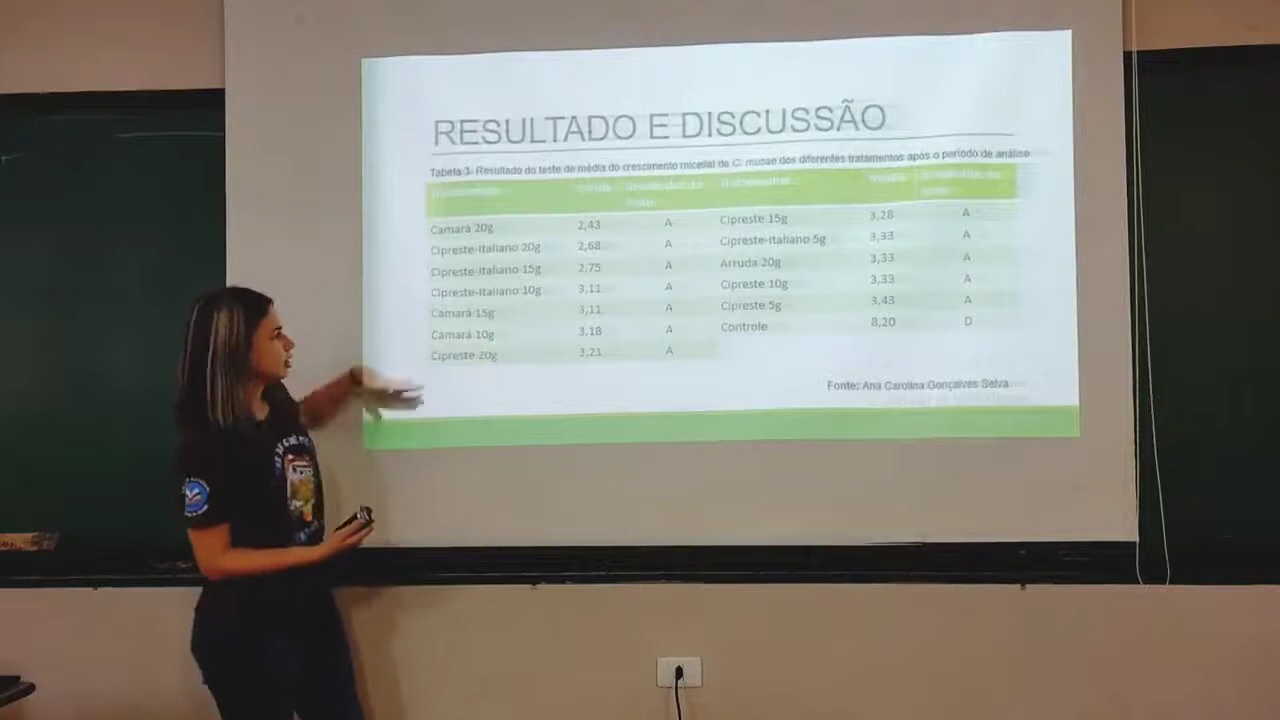 RESULTADO E DISCUSSÃO
Tabela 3- Resultado do teste de média do crescimento micelial de C. musae dos diferentes tratamentos após o período de análise
Camará 20g 2,43 A Cipreste 15g 3,28 A
Cipreste-Italiano 20g 2,68 A Cipreste-Italiano 5g 3,33 A
Cipreste-Italiano 15g 2,75 A Arruda 20g 3,33 A
Cipreste-Italiano 10g 3,11 A Cipreste 10g 3,33 A
Camará 15g 3,11 A Cipreste 5g 3,43 A
Camará 10g 3,18 A Controle 8,20 D
Cipreste 20g 3,21 A
Fonte: Ana Carolina Gonçalves Selva